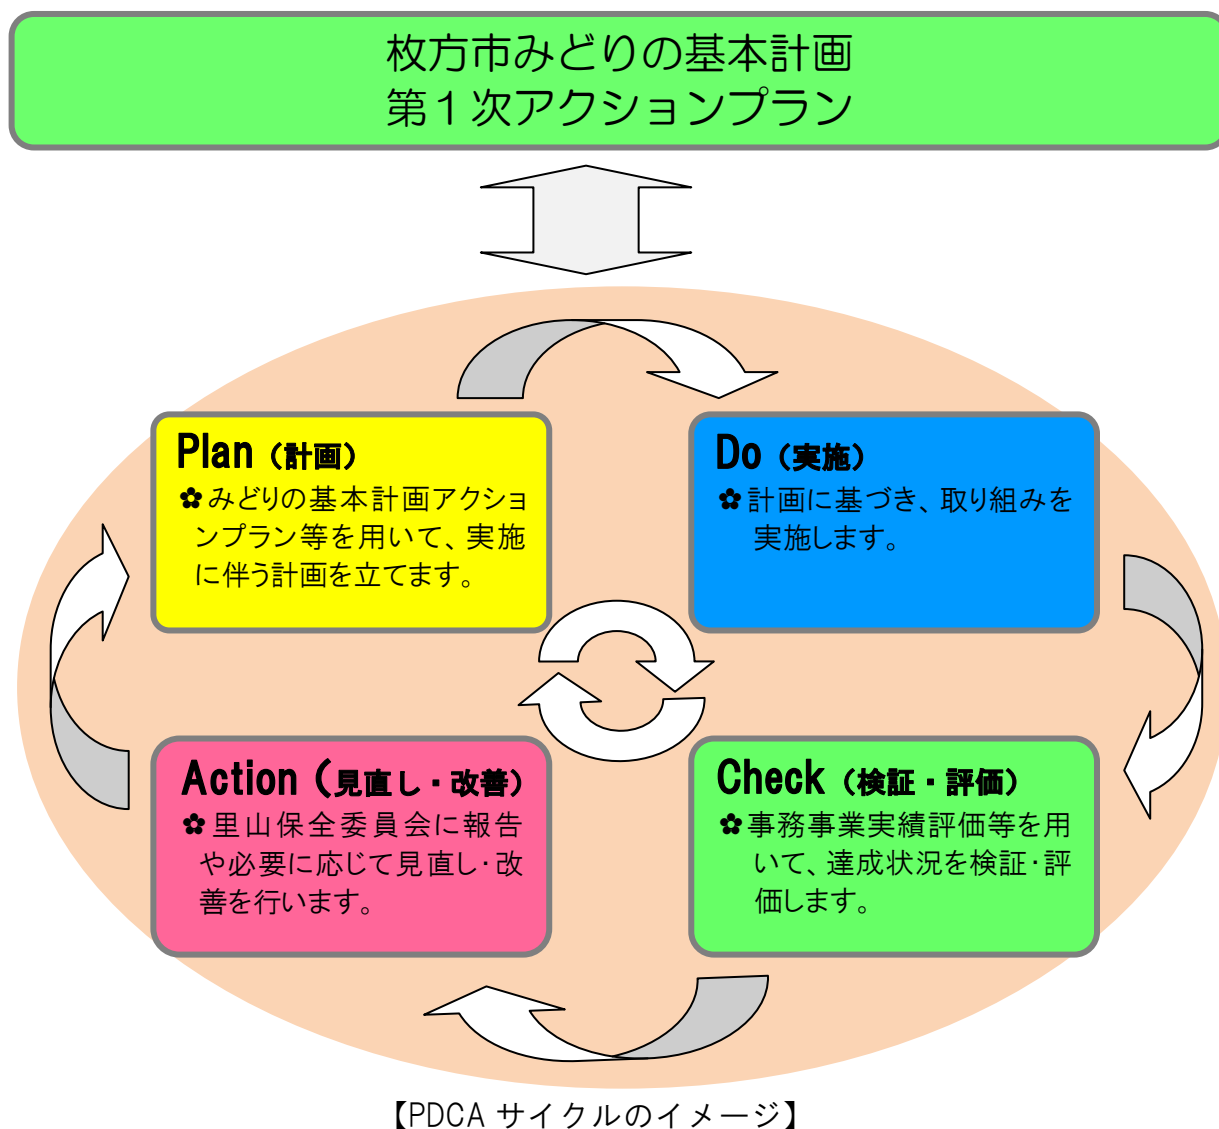 枚方市みどりの基本計画
第１次アクションプラン
Plan（計画）
✿みどりの基本計画アクショ
ンプラン等を用いて、実施
に伴う計画を立てます。
Do（実施）
✿計画に基づき、取り組みを
実施します。
Action（見直し・改善）
✿里山保全委員会に報告
や必要に応じて見直し・改
善を行います。
Check（検証・評価）
✿事務事業実績評価等を用
いて、達成状況を検証・評
価します。
【PDCA サイクルのイメージ】